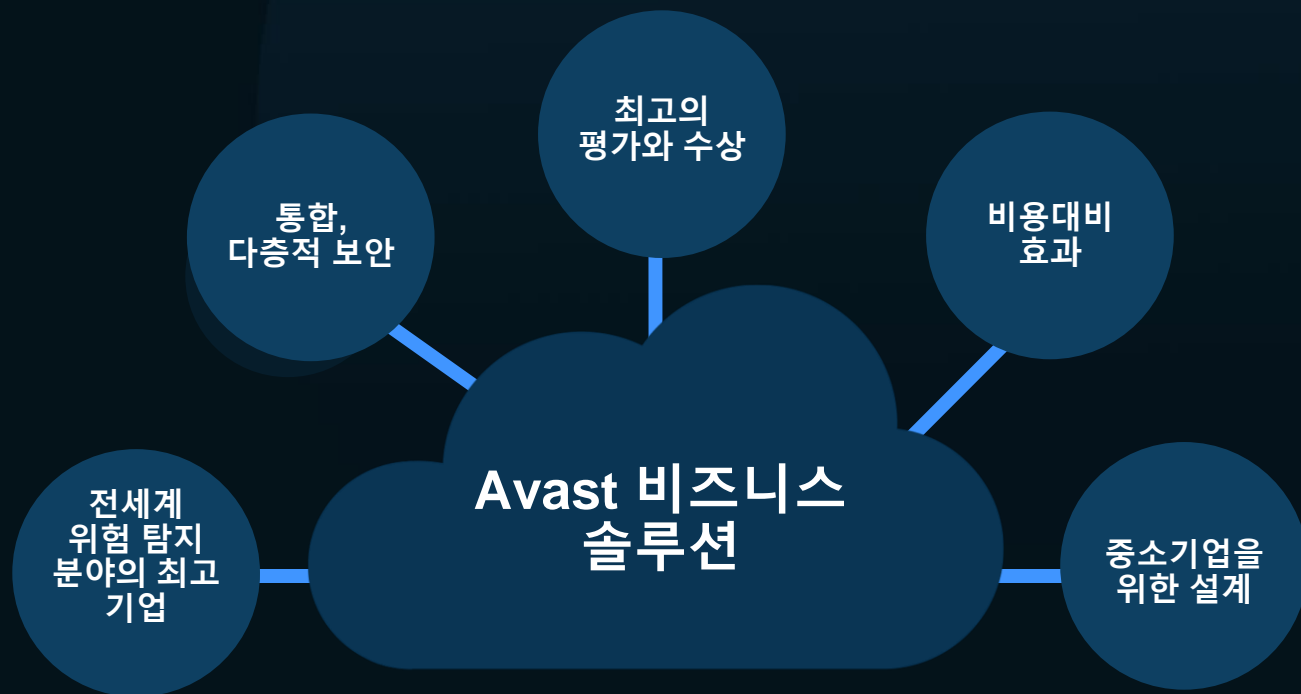 최고의
평가와 수상
통합,
다층적 보안
비용대비
효과
Avast 비즈니스
솔루션
전세계
위험 탐지
분야의 최고
기업
중소기업을
위한 설계